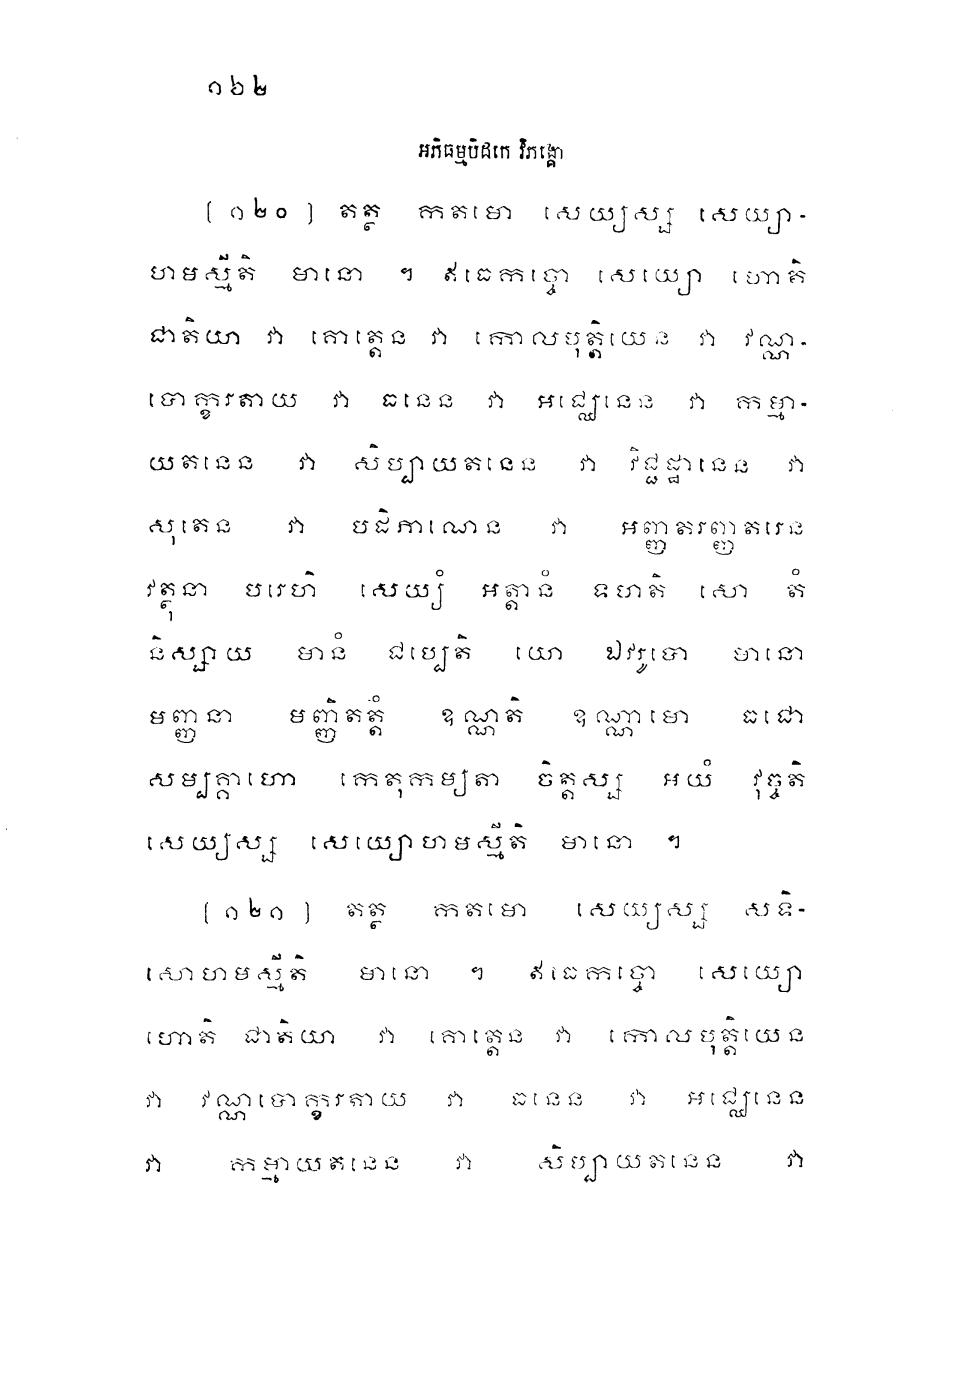 ១៦២
អភិធម្មបិដកេ វិភង្គោ
(១២០) តត្ថ កតមោ សេយ្យស្ស សេយ្យា-
ហមស្មីតិ មានោ ។ ឥធេកច្ចោ សេយ្យោ ហោតិ
ជាតិយា វា គោត្តេន វា កោលបុត្តិយេន វា វណ្ណ-
បោក្ខរតាយ វា ធនេន វា អជ្ឈេនេន វា កម្មា-
យតនេន វា សិប្បាយតនេន វា វិជ្ជដ្ឋានេន វា
សុតេន វា បដិភាណេន វា អញ្ញតរញ្ញតរេន
វត្ថុនា បរេហិ សេយ្យំ អត្តានំ ទហតិ សោ តំ
និស្សាយ មានំ ជប្បេតិ យោ ឯវរូបោ មានោ
មញ្ញនា មញ្ញិតត្តំ ឧណ្ណតិ ឧណ្ណាមោ ធជោ
សម្បគ្គាហោ កេតុកម្យតា ចិត្តស្ស អយំ វុច្ចតិ
សេយ្យស្ស សេយ្យោហមស្មីតិ មានោ ។
(១២១) តត្ថ កតមោ សេយ្យស្ស សទិ-
សោហមស្មីតិ មានោ ។ ឥធេកច្ចោ សេយ្យោ
ហោតិ ជាតិយា វា គោត្តេន វា កោលបុត្តិយេន
វា វណ្ណបោក្ខរតាយ វា ធនេន វា អជ្ឈេនេន
វា កម្មាយតនេន វា សិប្បាយតនេន វា